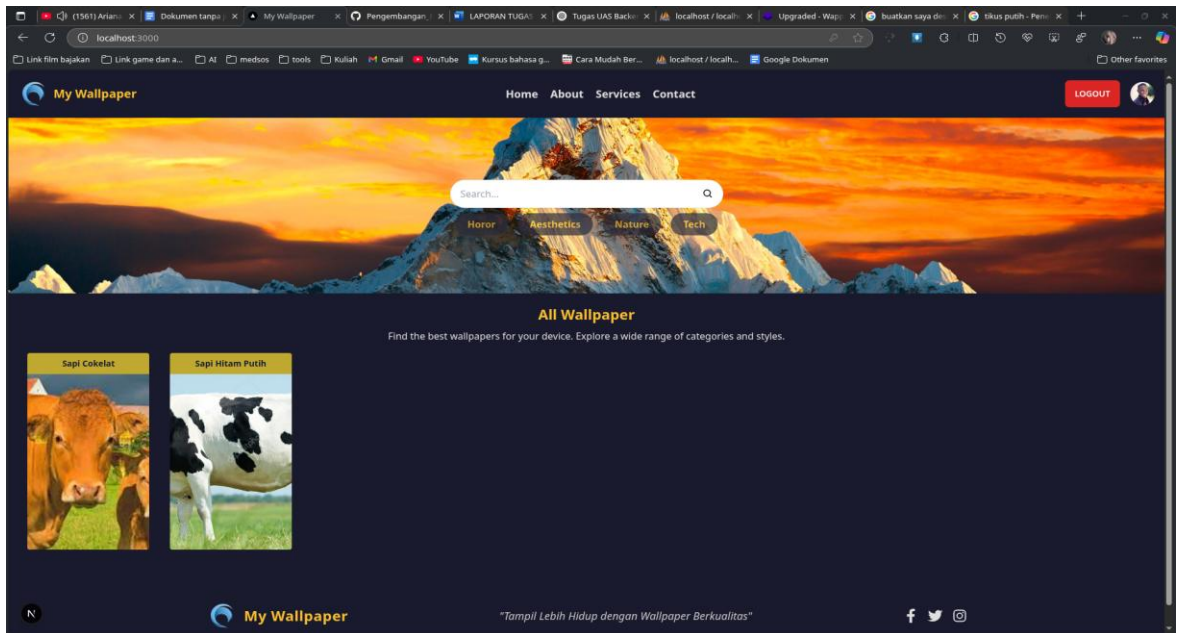 (1561) Ariana
Dokumen tanpa
My Wallpaper
Pengembangan_
LAPORAN TUGAS
Tugas UAS Backe
localhost / localh
Upgraded - Wapp
buatkan saya de
tikus putih - Pene
localhost:3000
Link film bajakan
Link game dan a...
AI
medsos
tools
Kuliah
Gmail
YouTube
Kursus bahasa g...
Cara Mudah Ber...
localhost / localh...
Google Dokumen
Other favorites
My Wallpaper
Home About Services Contact
LOGOUT
Search...
Horor Aesthetics Nature Tech
All Wallpaper
Find the best wallpapers for your device. Explore a wide range of categories and styles.
Sapi Cokelat
Sapi Hitam Putih
N
My Wallpaper
"Tampil Lebih Hidup dengan Wallpaper Berkualitas"